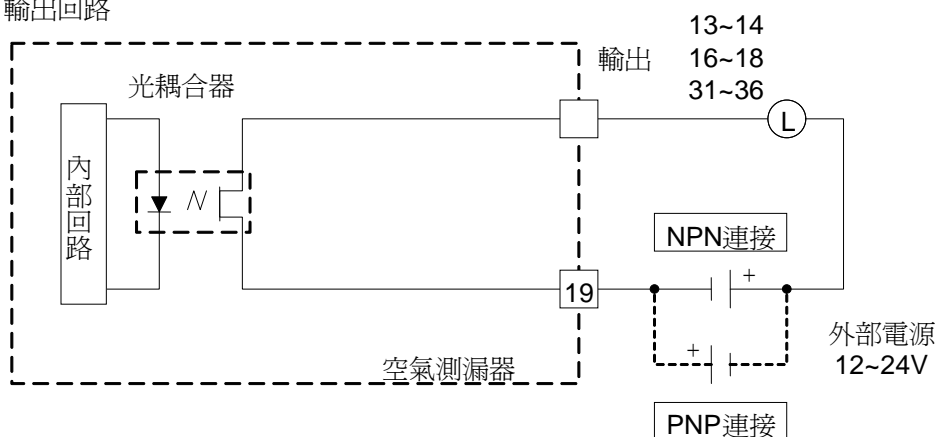 輸出回路
13~14
輸出 16~18
31~36
光耦合器
L
內部回路
NPN連接
+
19
外部電源
12~24V
+
空氣測漏器
PNP連接